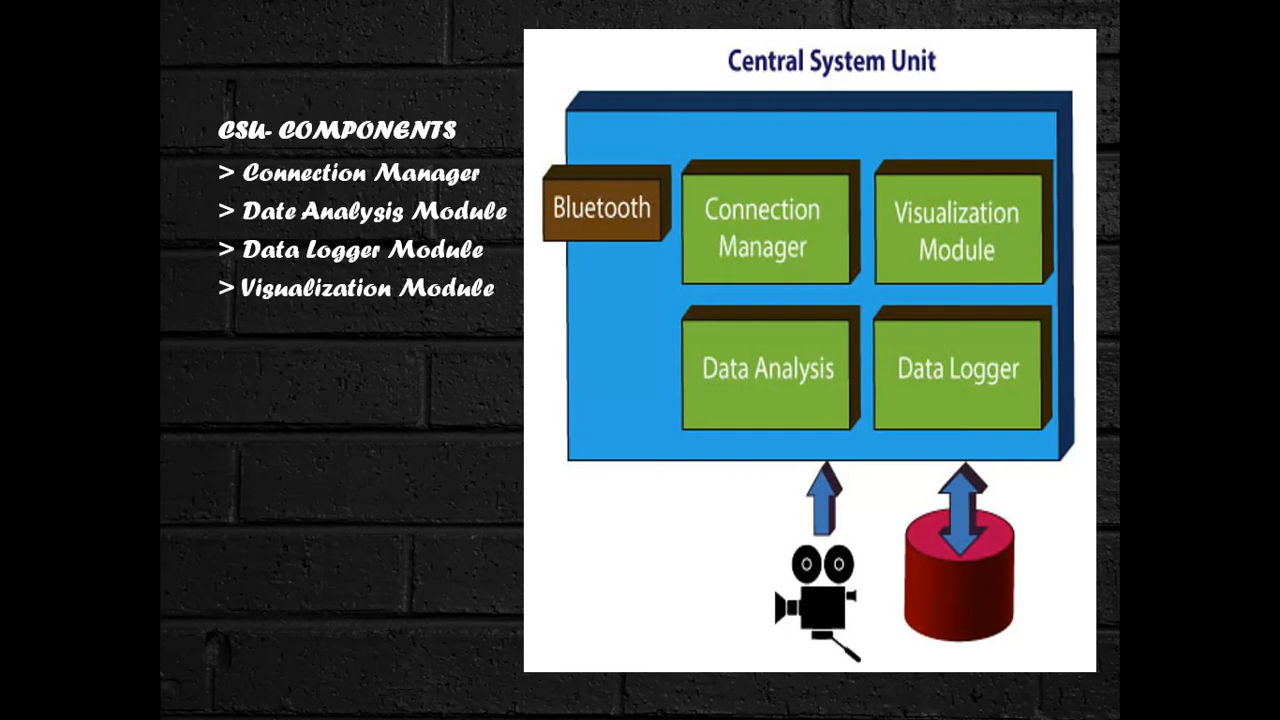 CSU- COMPONENTS
> Connection Manager
> Date Analysis Module
> Data Logger Module
> Visualization Module
Central System Unit
Bluetooth
Connection
Manager
Visualization
Module
Data Analysis
Data Logger